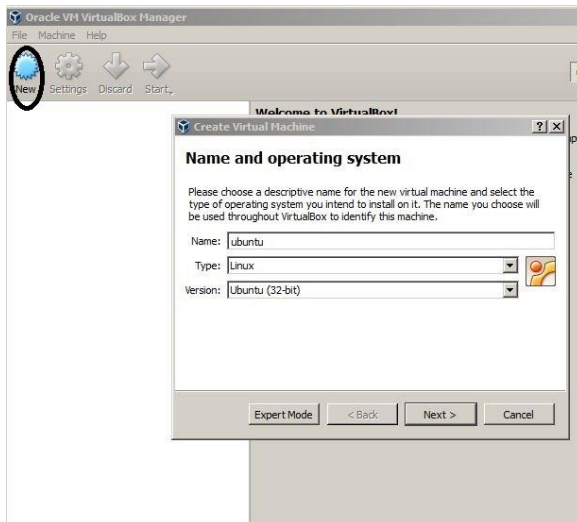 Oracle VM VirtualBox Manager
File Machine Help
New Settings Discard Start
Welcome to VirtualBox!
Create Virtual Machine
Name and operating system
Please choose a descriptive name for the new virtual machine and select the
type of operating system you intend to install on it. The name you choose will
be used throughout VirtualBox to identify this machine.
Name: ubuntu
Type: Linux
Version: Ubuntu (32-bit)
Expert Mode < Back Next > Cancel